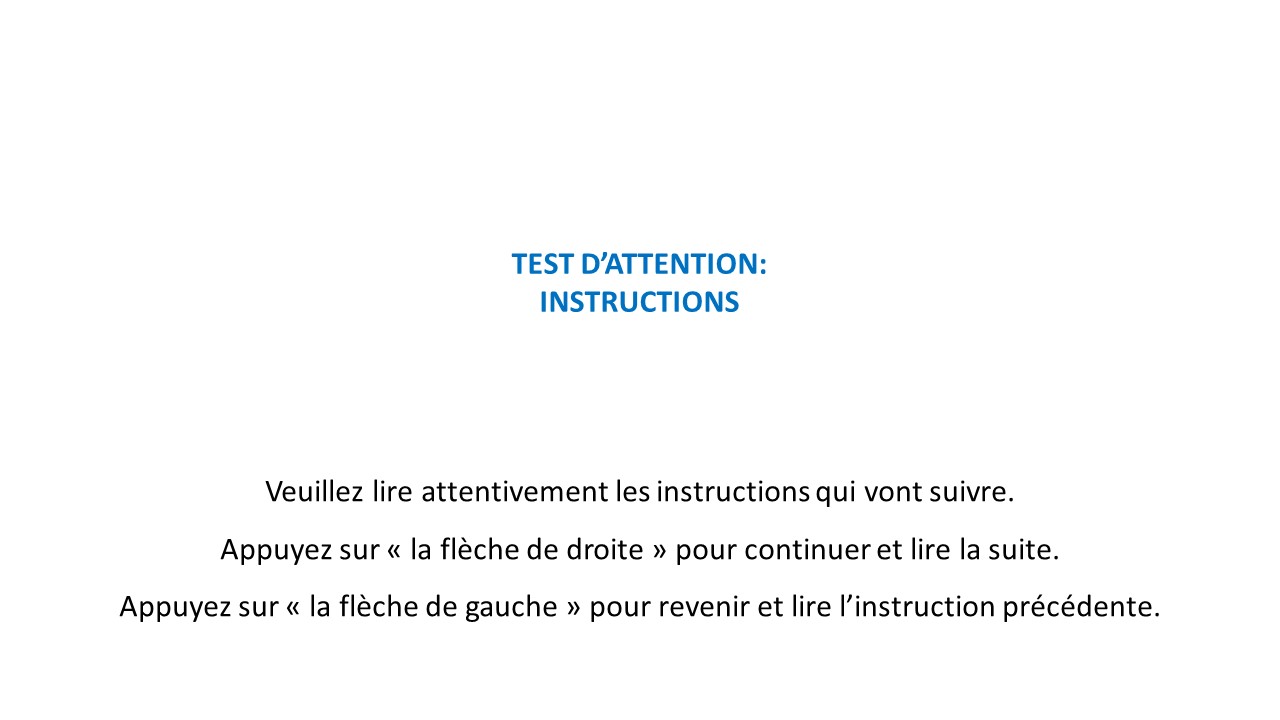 TEST D’ATTENTION:
INSTRUCTIONS
Veuillez lire attentivement les instructions qui vont suivre.
Appuyez sur « la flèche de droite » pour continuer et lire la suite.
Appuyez sur « la flèche de gauche » pour revenir et lire l’instruction précédente.